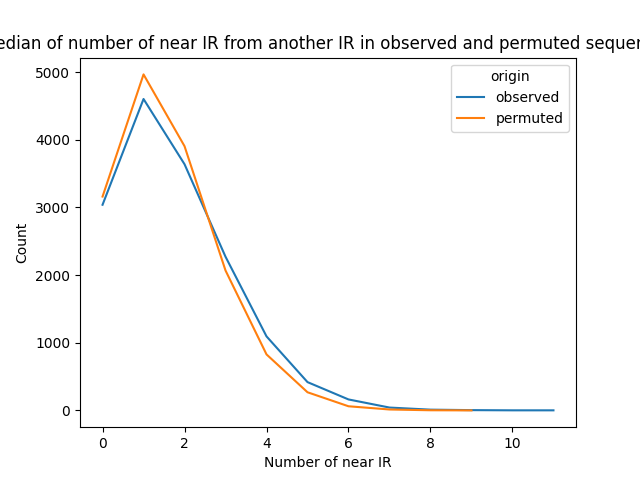 edian of number of near IR from another IR in observed and permuted sequen
origin
observed
permuted
5000
4000
3000
2000
1000
0
Count
0 2 4 6 8 10
Number of near IR